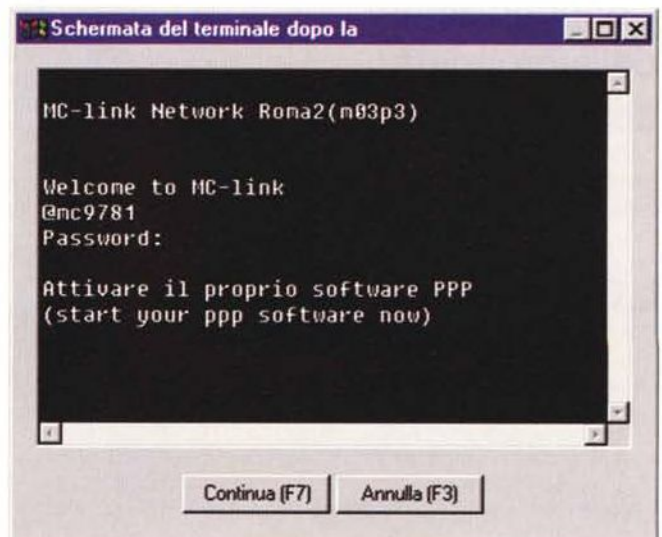 Schermata del terminale dopo la
MC-link Network Roma2(m03p3)
Welcome to MC-link
@mc9781
Password:
Attivare il proprio software PPP
(start your ppp software now)
Continua (F7) Annulla (F3)